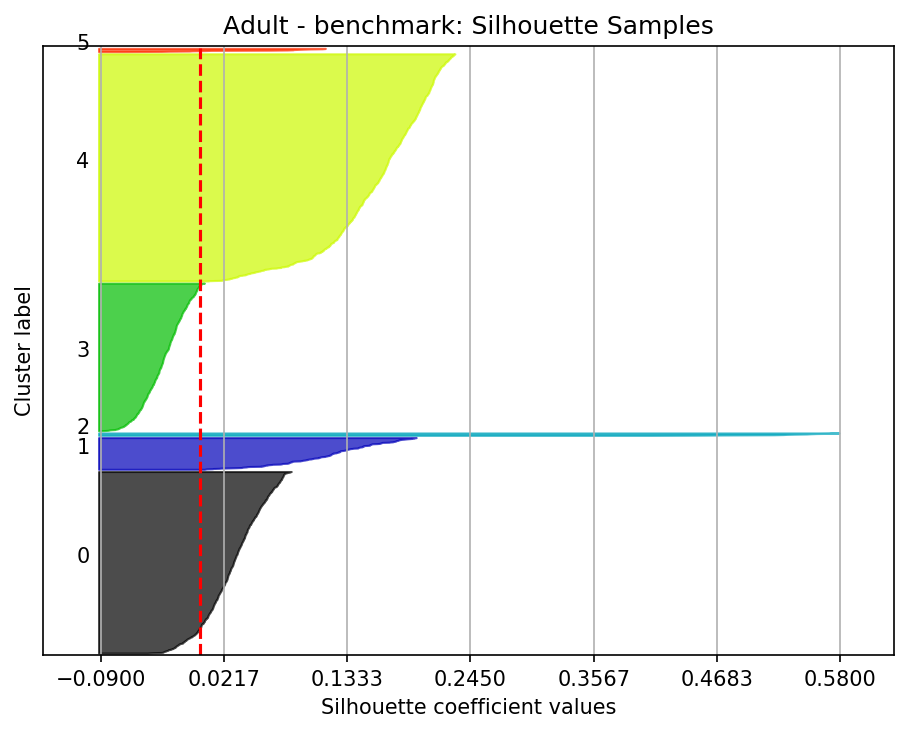 Adult - benchmark: Silhouette Samples
5
4
3
2
1
0
Cluster label
−0.0900 0.0217 0.1333 0.2450 0.3567 0.4683 0.5800
Silhouette coefficient values